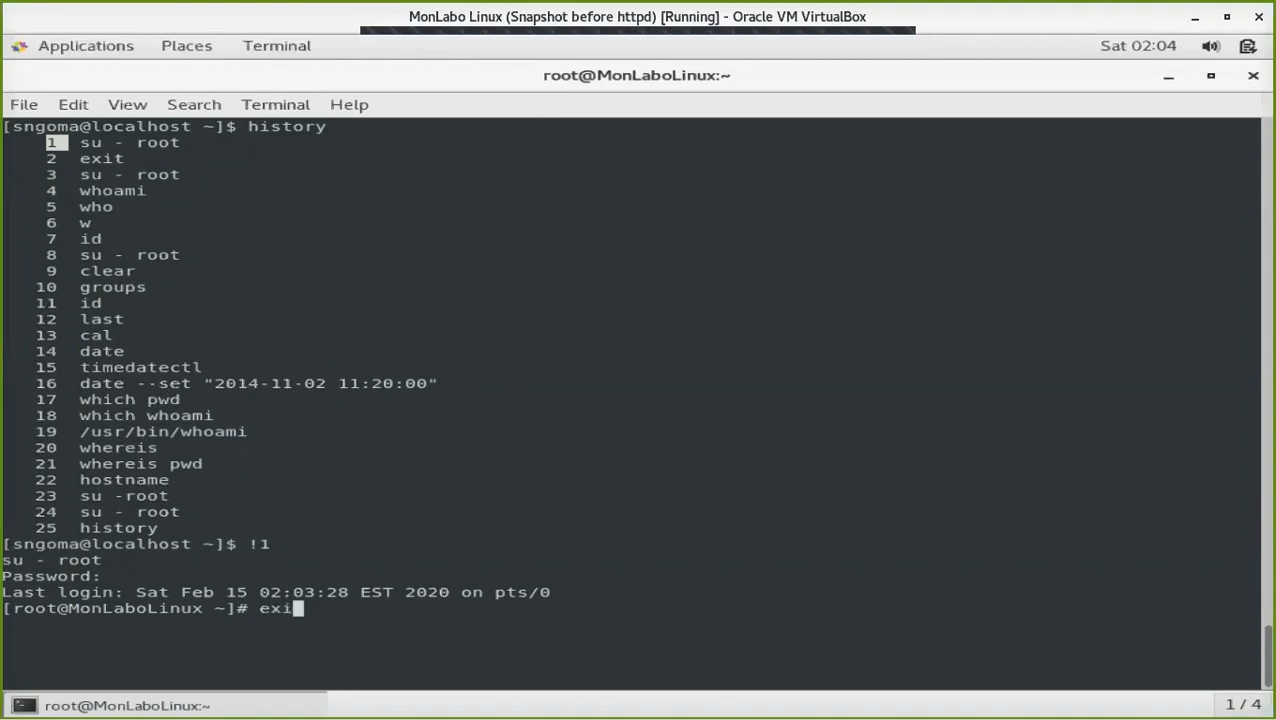 MonLabo Linux (Snapshot before httpd) [Running] - Oracle VM VirtualBox
Applications Places Terminal Sat 02:04
root@MonLaboLinux:~
File Edit View Search Terminal Help
[sngoma@localhost ~]$ history
1 su - root
2 exit
3 su - root
4 whoami
5 who
6 w
7 id
8 su - root
9 clear
10 groups
11 id
12 last
13 cal
14 date
15 timedatectl
16 date --set "2014-11-02 11:20:00"
17 which pwd
18 which whoami
19 /usr/bin/whoami
20 whereis
21 whereis pwd
22 hostname
23 su -root
24 su - root
25 history
[sngoma@localhost ~]$ !1
su - root
Password:
Last login: Sat Feb 15 02:03:28 EST 2020 on pts/0
[root@MonLaboLinux ~]# exi
root@MonLaboLinux:~ 1 / 4